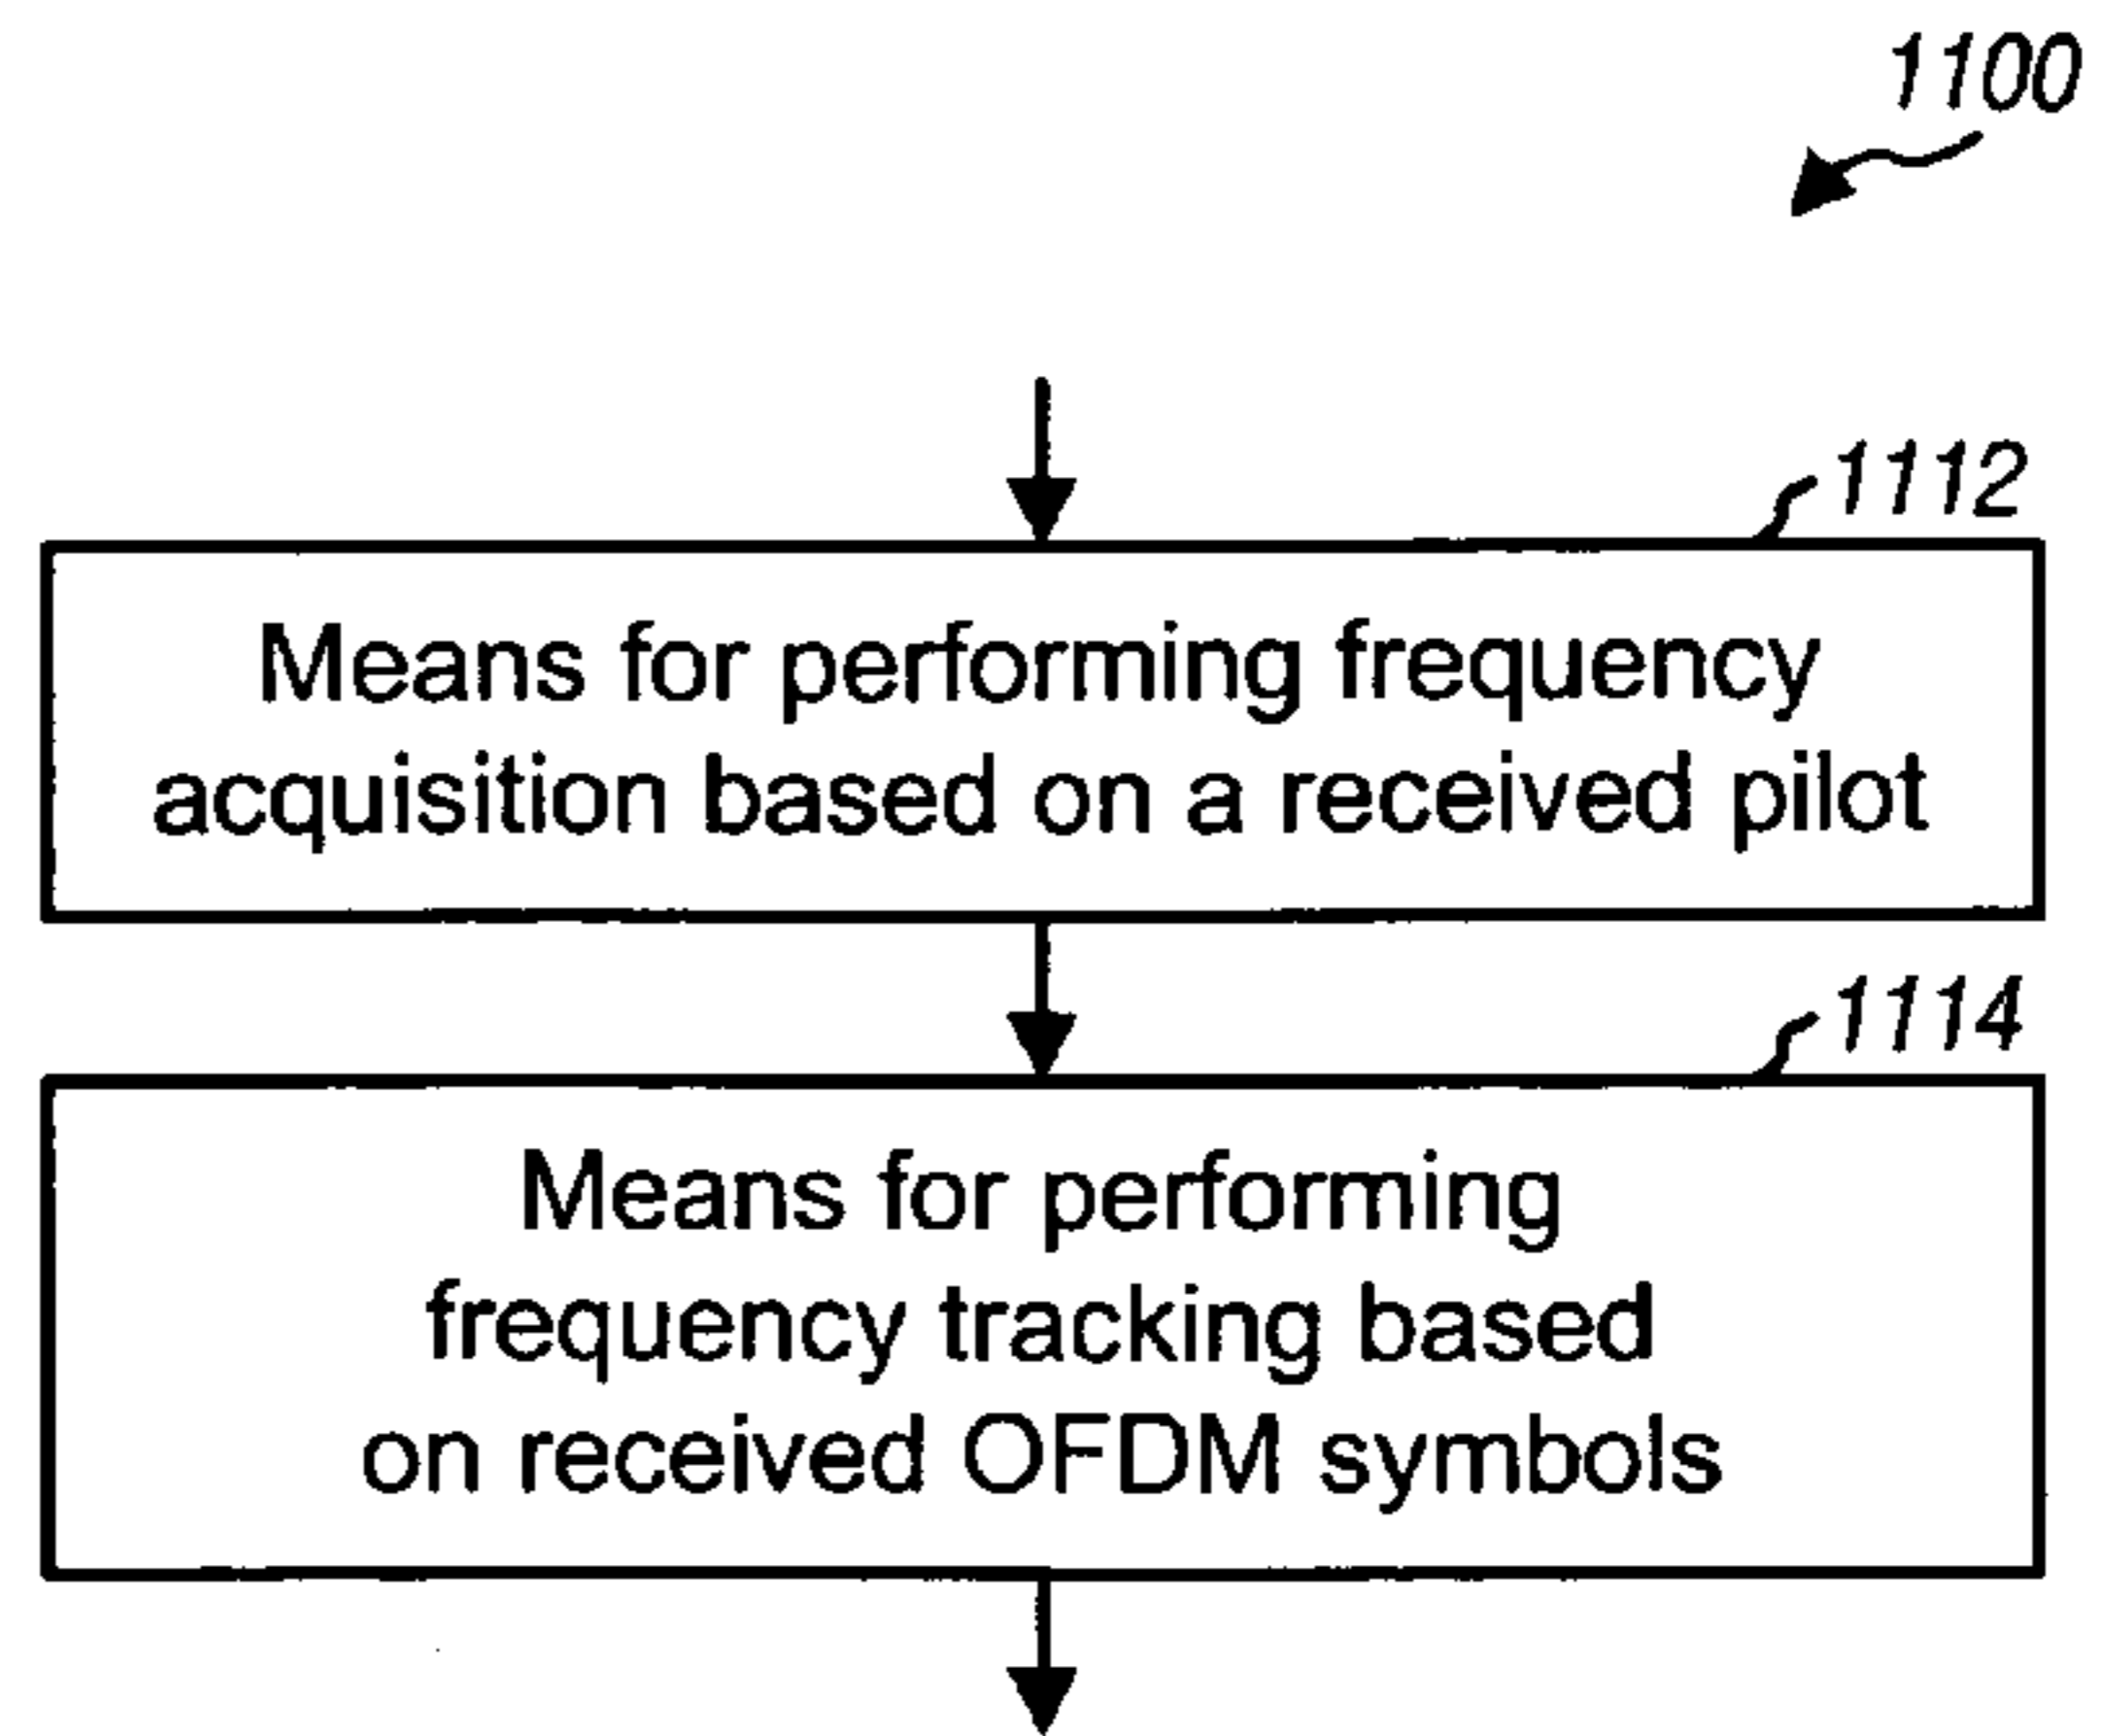 1100
1112
Means for performing frequency
acquisition based on a received pilot
1114
Means for performing
frequency tracking based
on received OFDM symbols